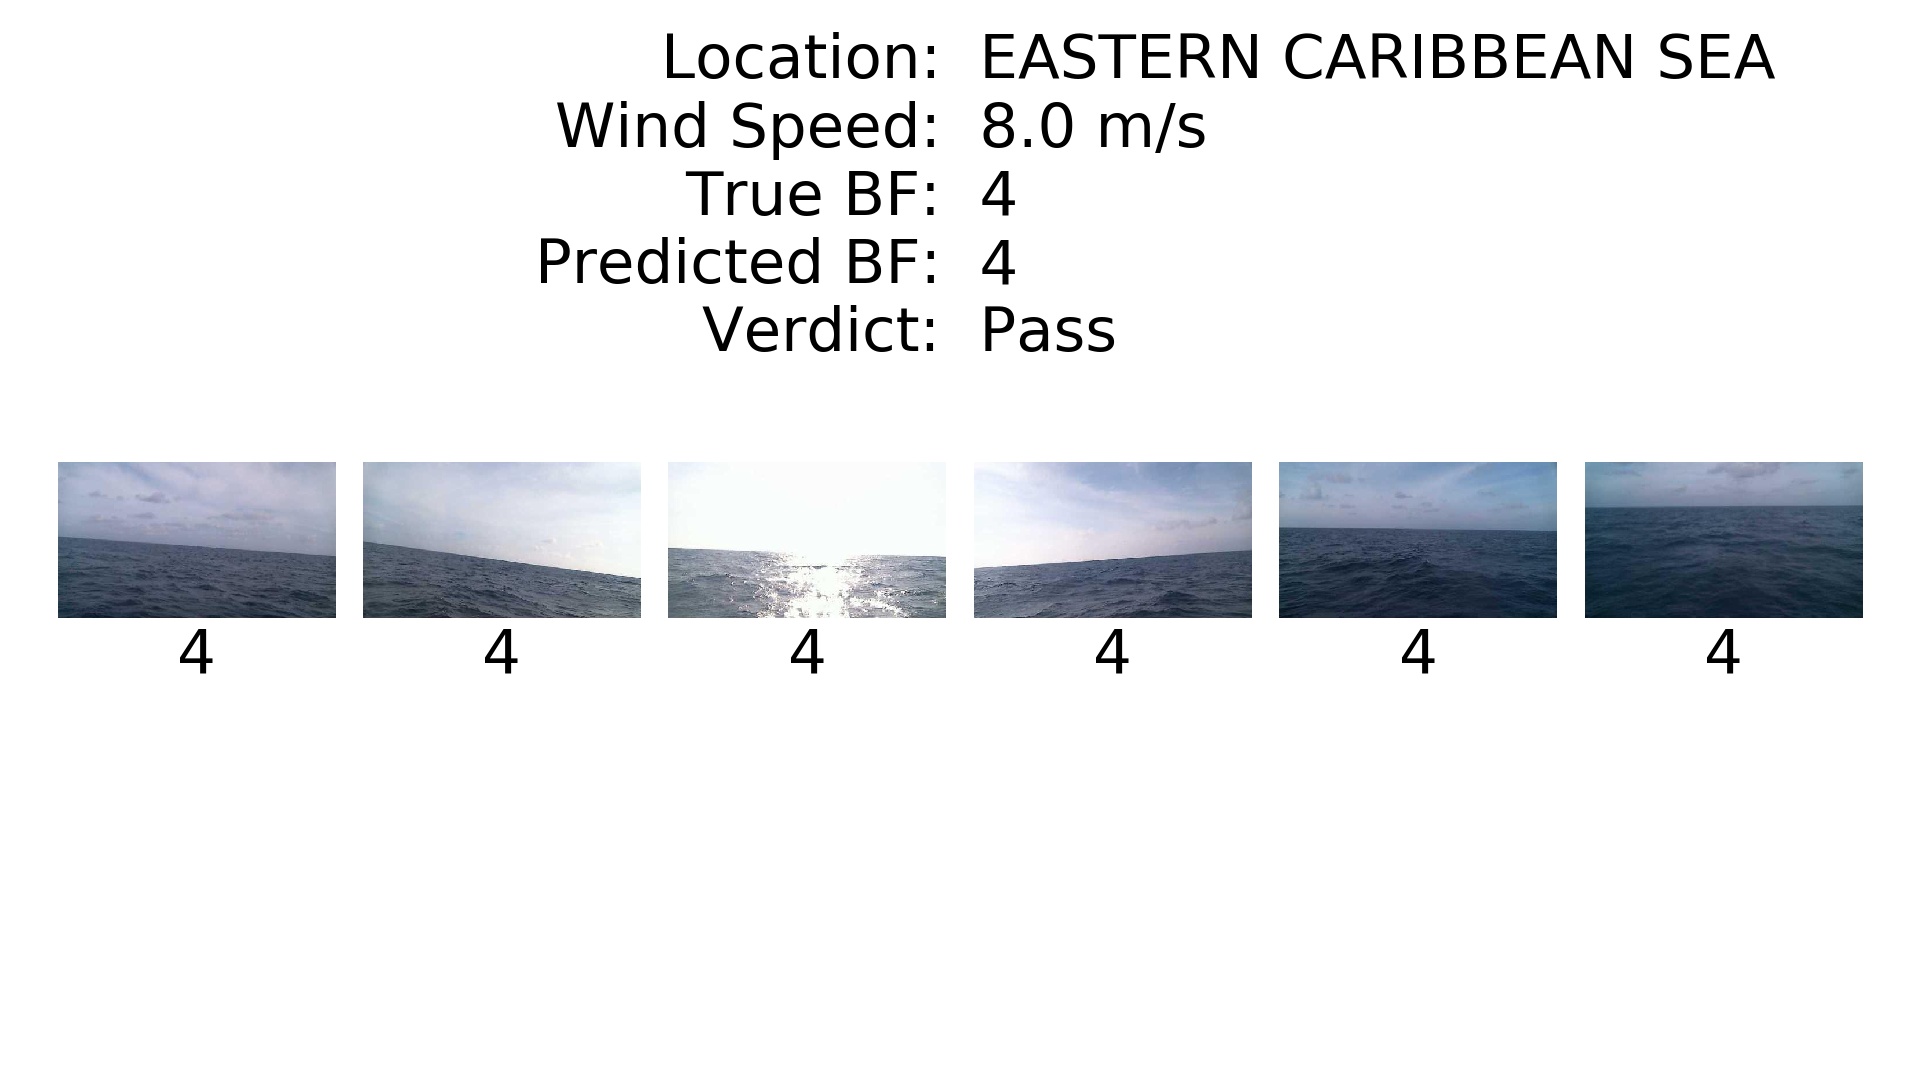 Location: EASTERN CARIBBEAN SEA
Wind Speed: 8.0 m/s
True BF: 4
Predicted BF: 4
Verdict: Pass
4 4 4 4 4 4